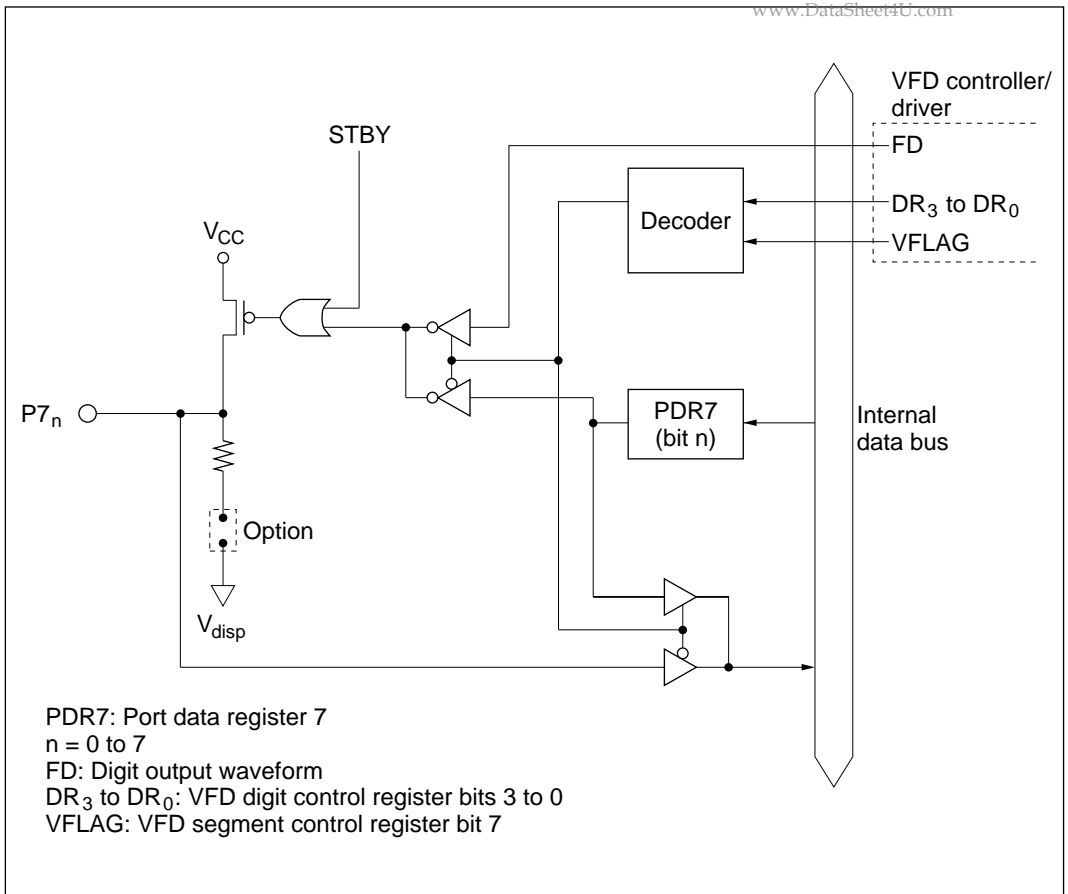 www.DataSheet4U.com
VFD controller/
driver
STBY
FD
DR3 to DR0
Decoder
VFLAG
VCC
P7n
PDR7
(bit n)
Internal
data bus
Option
Vdisp
PDR7: Port data register 7
n = 0 to 7
FD: Digit output waveform
DR3 to DR0: VFD digit control register bits 3 to 0
VFLAG: VFD segment control register bit 7